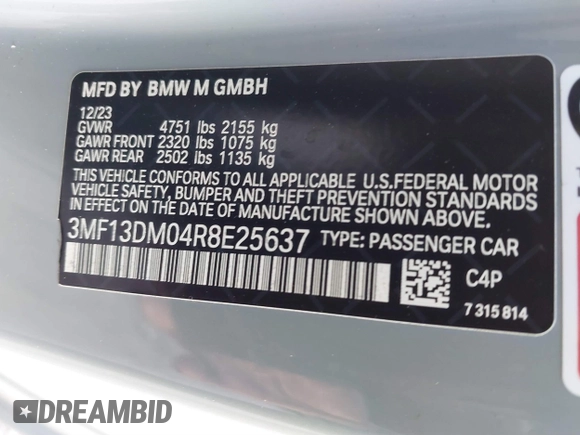 MFD BY BMW M GMBH
12/23
GVWR 4751 lbs 2155 kg
GAWR FRONT 2320 lbs 1075 kg
GAWR REAR 2502 lbs 1135 kg
THIS VEHICLE CONFORMS TO ALL APPLICABLE U.S.FEDERAL MOTOR
VEHICLE SAFETY, BUMPER AND THEFT PREVENTION STANDARDS
IN EFFECT ON THE DATE OF MANUFACTURE SHOWN ABOVE.
3MF13DM04R8E25637 TYPE: PASSENGER CAR
C4P
7 315 814
DREAMBID